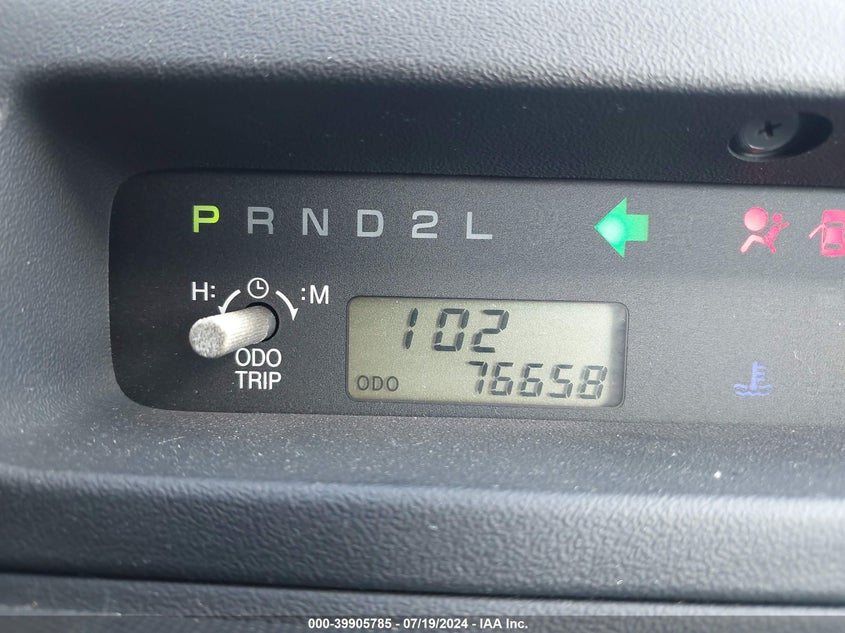 P R N D 2 L
H: :M
ODO
TRIP
102
ODO 76658
000-39905785 - 07/19/2024 - IAA Inc.